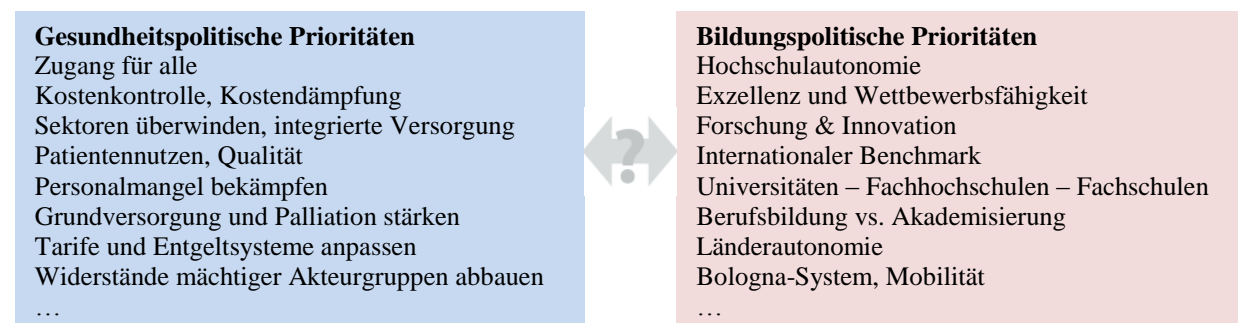 Gesundheitspolitische Prioritäten
Zugang für alle
Kostenkontrolle, Kostendämpfung
Sektoren überwinden, integrierte Versorgung
Patientennutzen, Qualität
Personalmangel bekämpfen
Grundversorgung und Palliation stärken
Tarife und Entgeltsysteme anpassen
Widerstände mächtiger Akteurgruppen abbauen
…
?
Bildungspolitische Prioritäten
Hochschulautonomie
Exzellenz und Wettbewerbsfähigkeit
Forschung & Innovation
Internationaler Benchmark
Universitäten – Fachhochschulen – Fachschulen
Berufsbildung vs. Akademisierung
Länderautonomie
Bologna-System, Mobilität
…